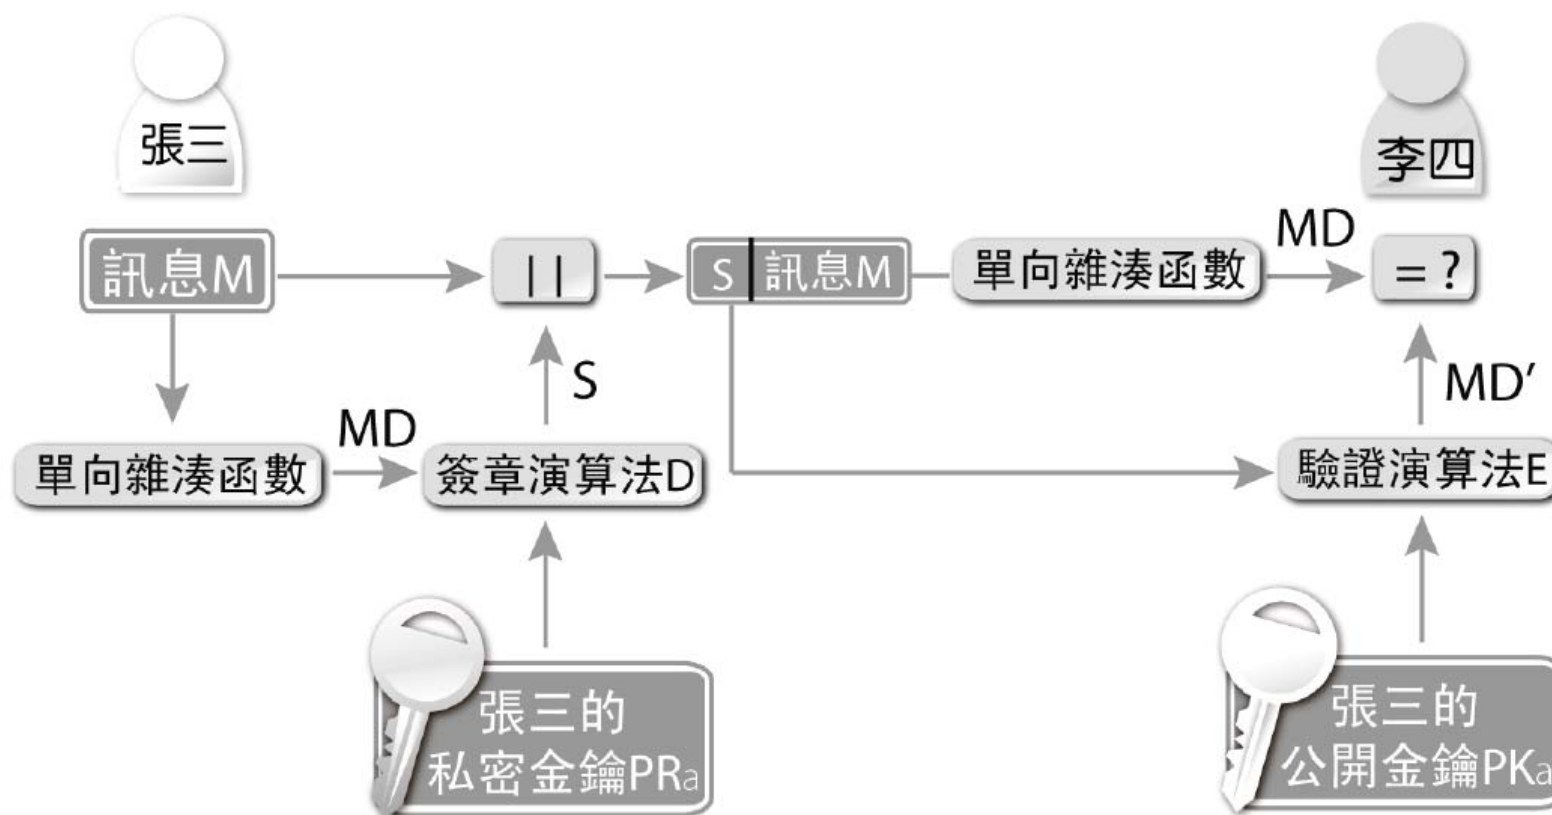 張三
李四
訊息M
||
S 訊息M
單向雜湊函數
MD
= ?
S
MD'
單向雜湊函數
MD
簽章演算法D
驗證演算法E
張三的
私密金鑰PRa
張三的
公開金鑰PKa